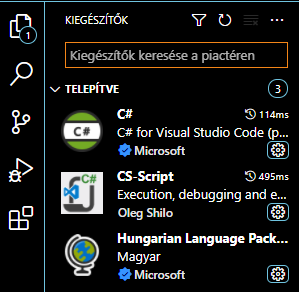 KIEGÉSZÍTŐK
1
Kiegészítők keresése a piactéren
TELEPÍTVE 3
C# 114ms
C# for Visual Studio Code (p...
Microsoft
CS-Script 495ms
Execution, debugging and e...
Oleg Shilo
Hungarian Language Pack...
Magyar
Microsoft